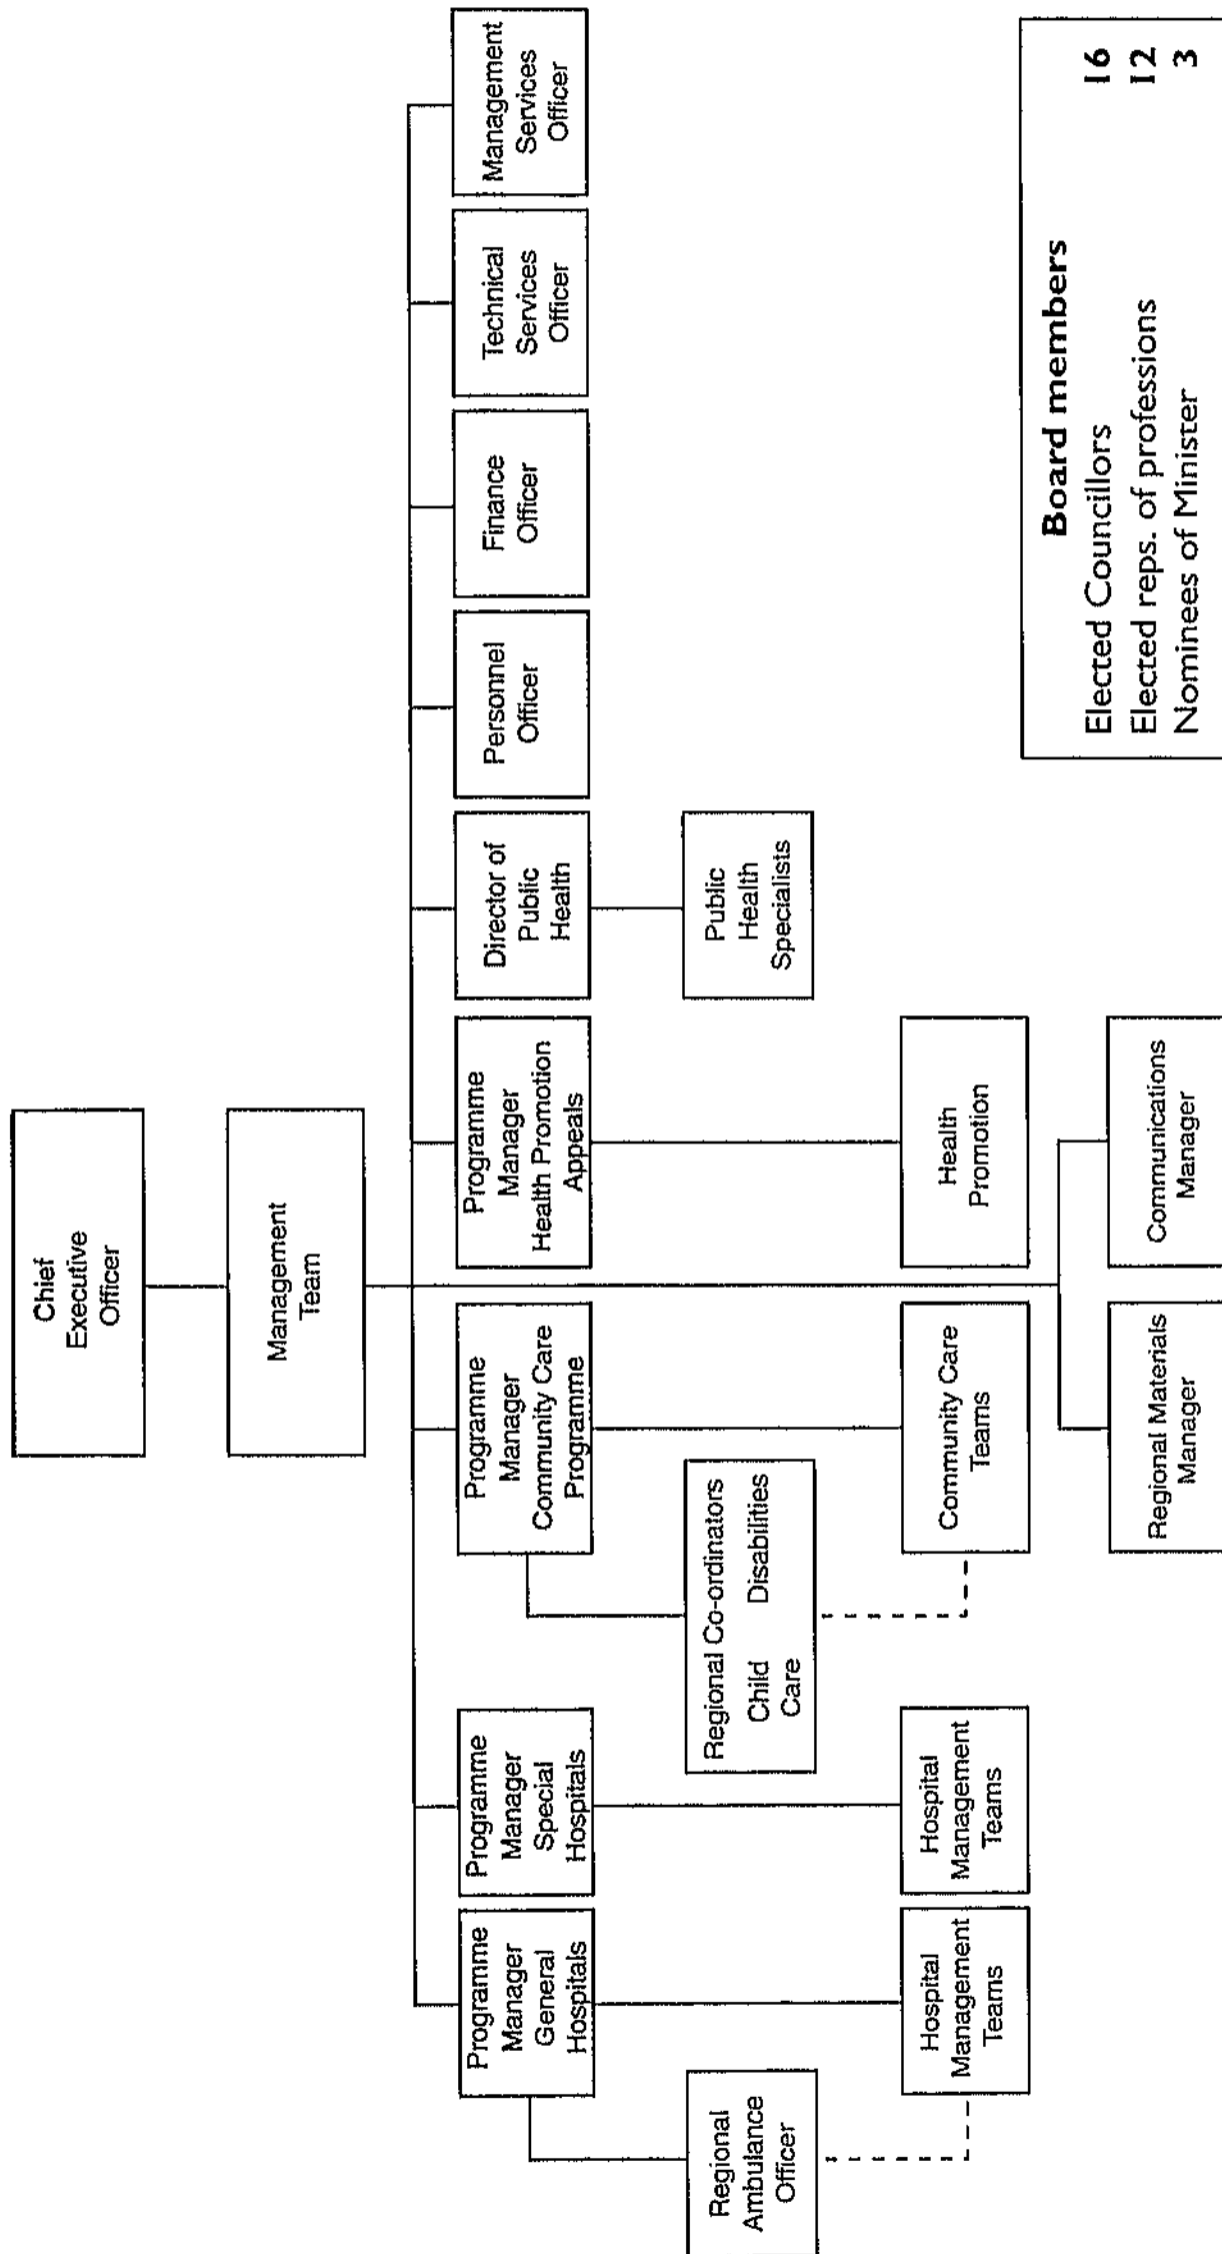 Chief
Executive
Officer
Management
Team
Programme
Manager
General
Hospitals
Programme
Manager
Special
Hospitals
Programme
Manager
Community Care
Programme
Programme
Manager
Health Promotion
Appeals
Director of
Public
Health
Personnel
Officer
Finance
Officer
Technical
Services
Officer
Management
Services
Officer
Regional
Ambulance
Officer
Regional Co-ordinators
Child Disabilities
Care
Public
Health
Specialists
Hospital
Management
Teams
Hospital
Management
Teams
Community Care
Teams
Health
Promotion
Regional Materials
Manager
Communications
Manager
Board members
Elected Councillors 16
Elected reps. of professions 12
Nominees of Minister 3